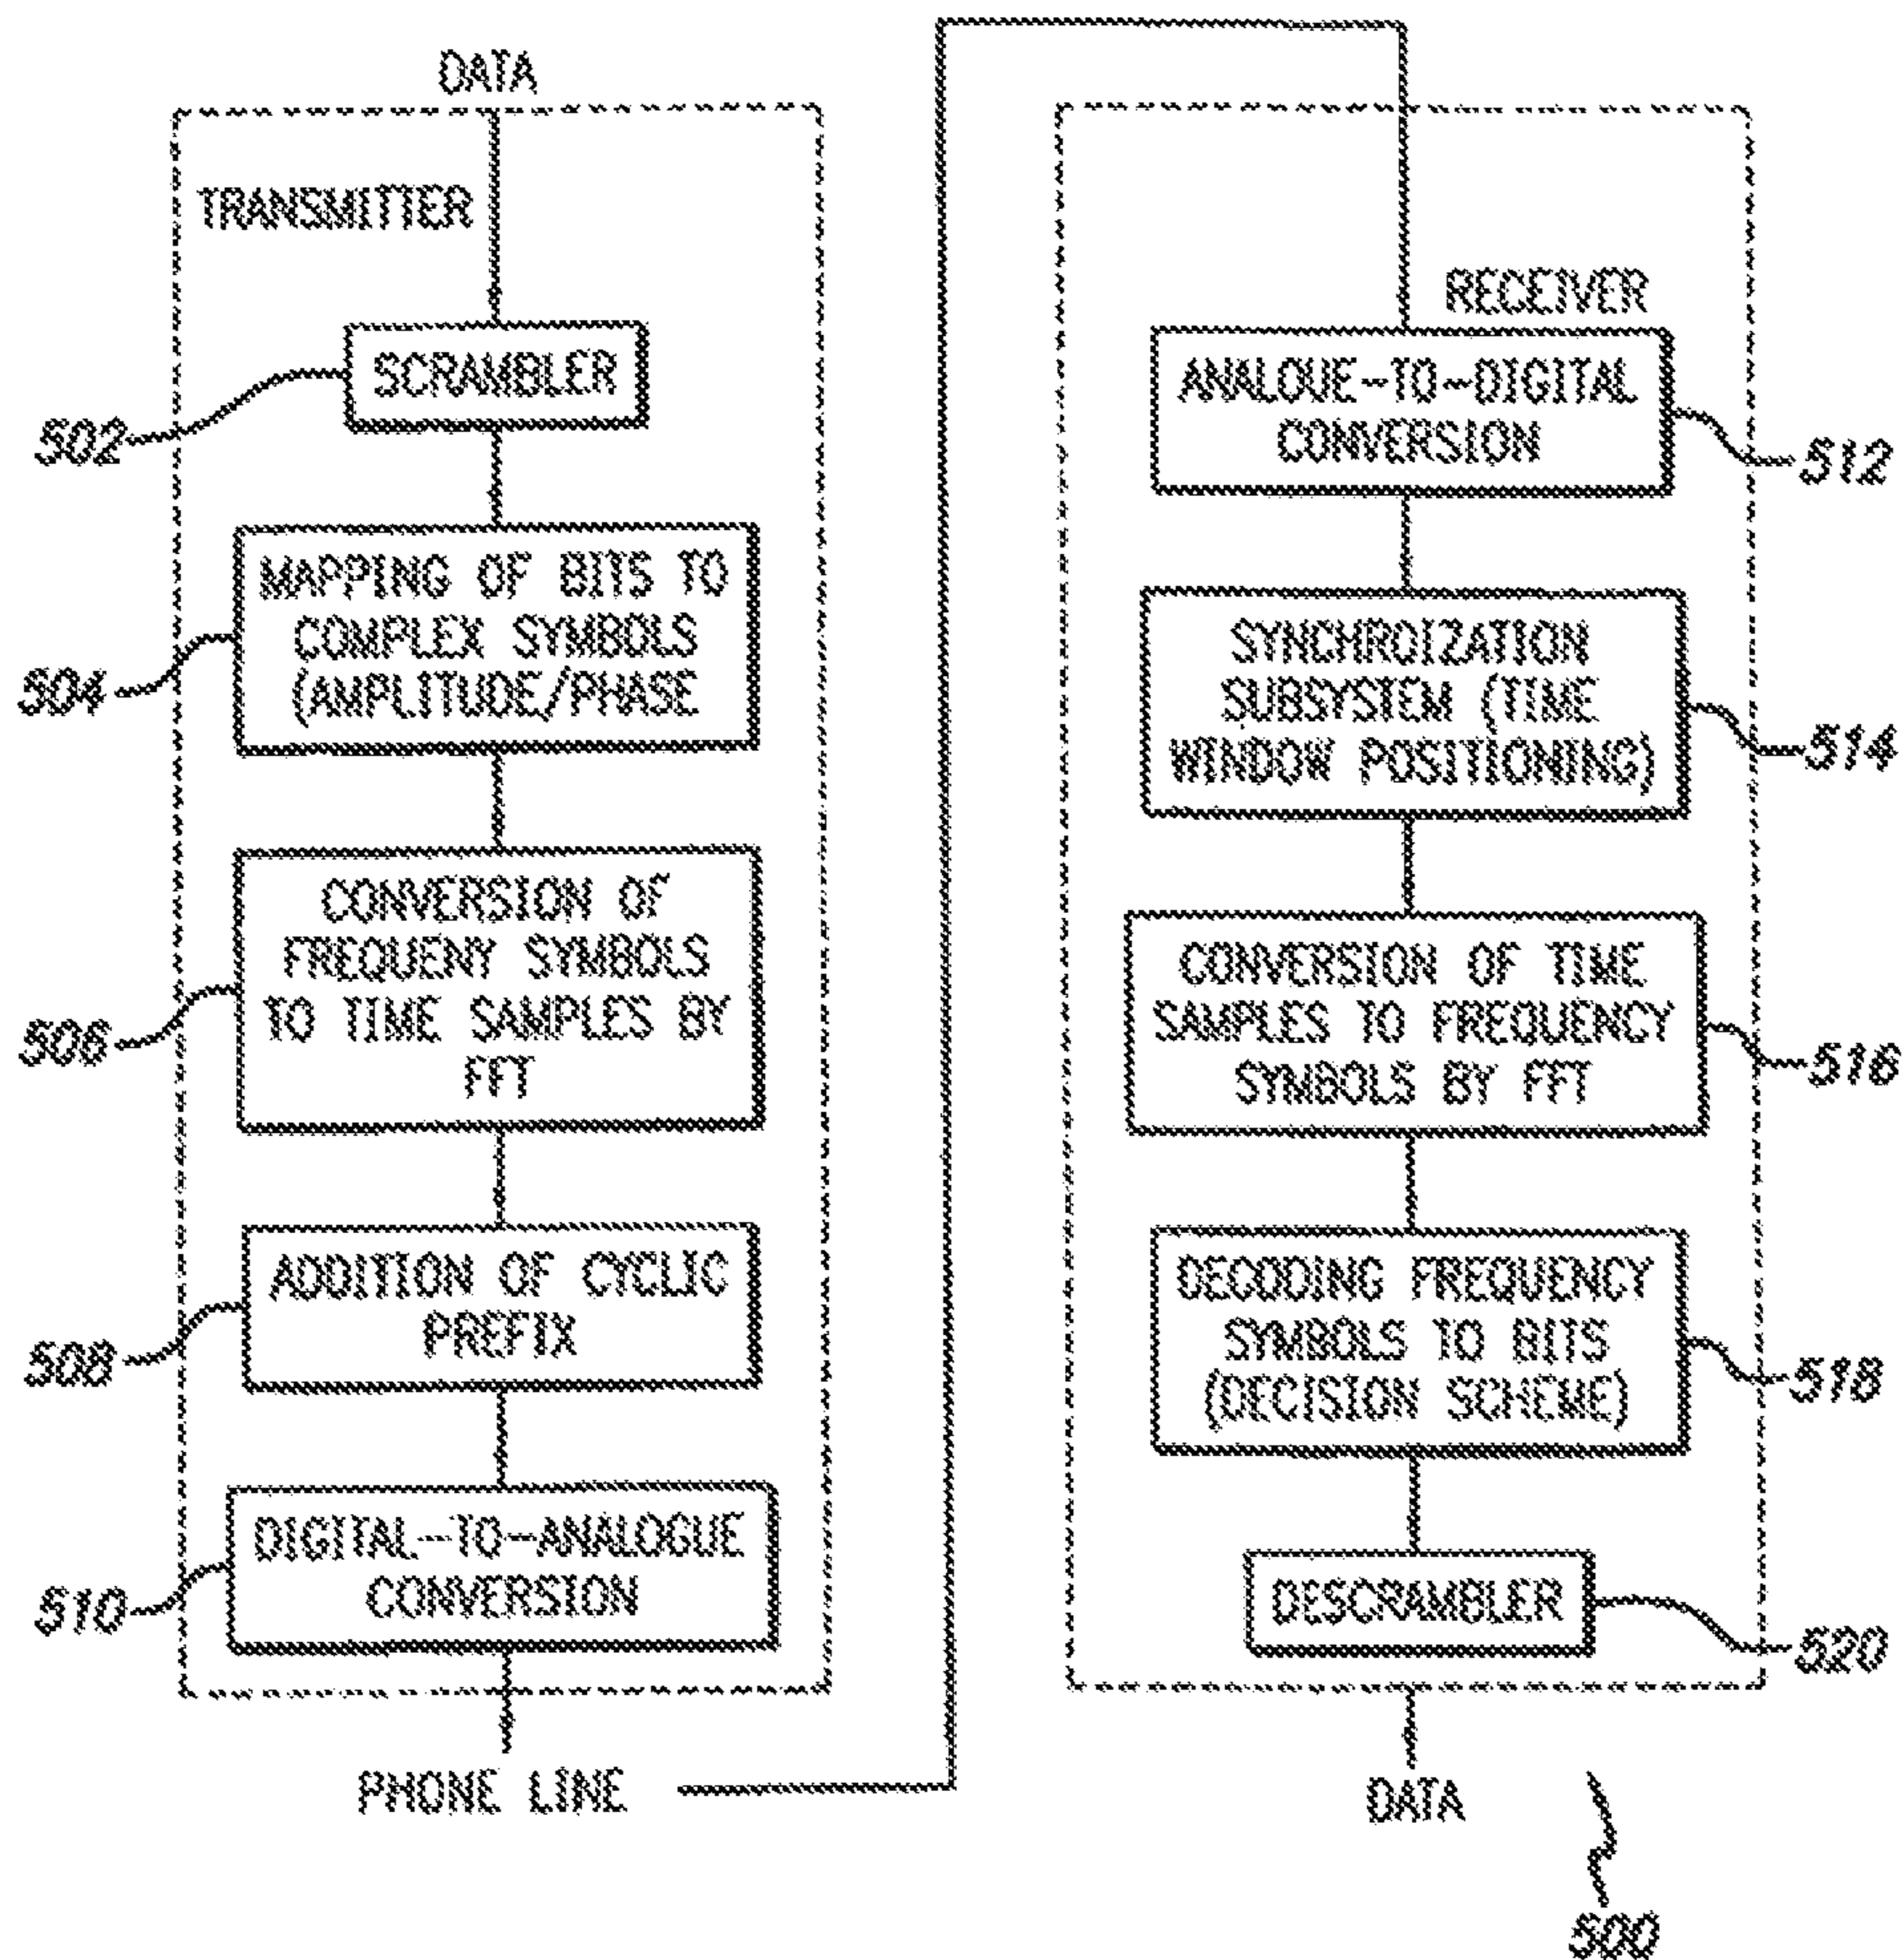 DATA
TRANSMITTER
SCRAMBLER
502
MAPPING OF BITS TO
COMPLEX SYMBOLS
(AMPLITUDE/PHASE
504
CONVERSION OF
FREQUENY SYMBOLS
TO TIME SAMPLES BY
FFT
506
ADDITION OF CYCLIC
PREFIX
508
DIGITAL-TO-ANALOGUE
CONVERSION
510
PHONE LINE
RECEIVER
ANALOUE-TO-DIGITAL
CONVERSION
512
SYNCHROIZATION
SUBSYSTEM (TIME
WINDOW POSITIONING)
514
CONVERSION OF TIME
SAMPLES TO FREQUENCY
SYMBOLS BY FFT
516
DECODING FREQUENCY
SYMBOLS TO BITS
(DECISION SCHEME)
518
DESCRAMBLER
520
DATA
500